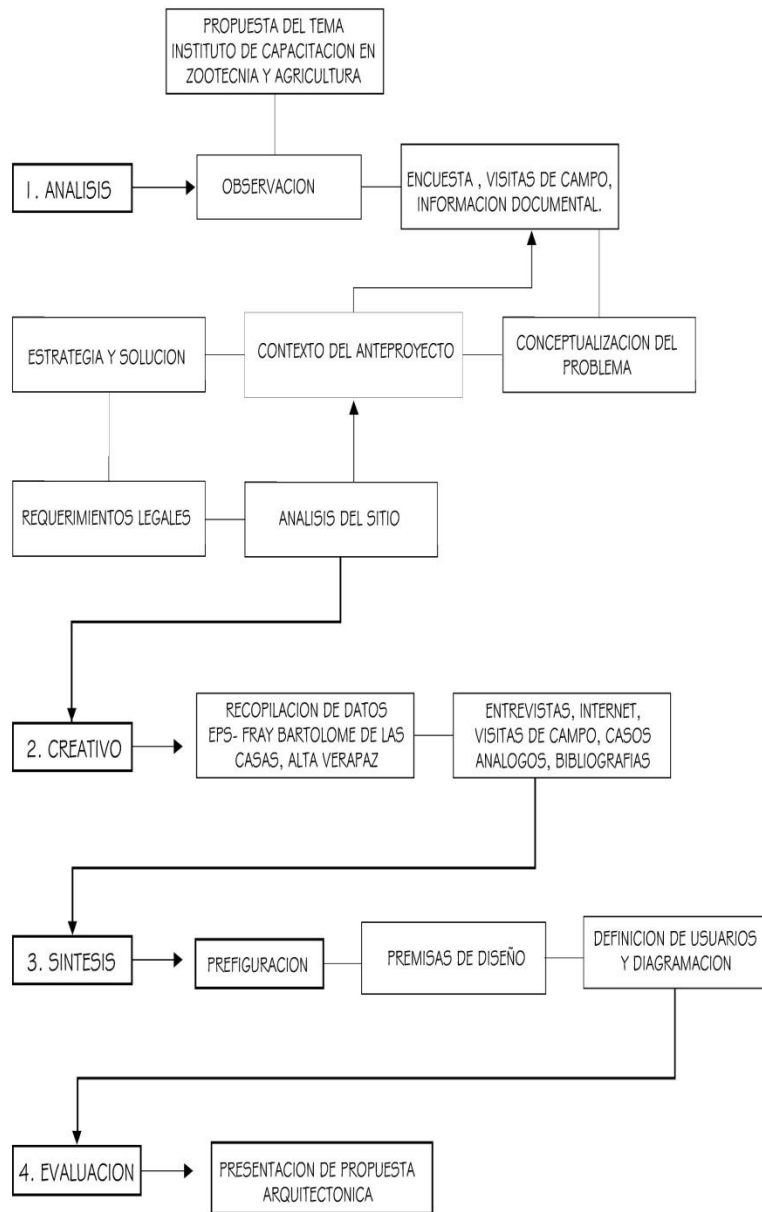 PROPUESTA DEL TEMA
INSTITUTO DE CAPACITACION EN
ZOOTECNIA Y AGRICULTURA
1. ANALISIS
OBSERVACION
ENCUESTA , VISITAS DE CAMPO,
INFORMACION DOCUMENTAL.
ESTRATEGIA Y SOLUCION
CONTEXTO DEL ANTEPROYECTO
CONCEPTUALIZACION DEL
PROBLEMA
REQUERIMIENTOS LEGALES
ANALISIS DEL SITIO
2. CREATIVO
RECOPILACION DE DATOS
EPS- FRAY BARTOLOME DE LAS
CASAS, ALTA VERAPAZ
ENTREVISTAS, INTERNET,
VISITAS DE CAMPO, CASOS
ANALOGOS, BIBLIOGRAFIAS
3. SINTESIS
PREFIGURACION
PREMISAS DE DISEÑO
DEFINICION DE USUARIOS
Y DIAGRAMACION
4. EVALUACION
PRESENTACION DE PROPUESTA
ARQUITECTONICA